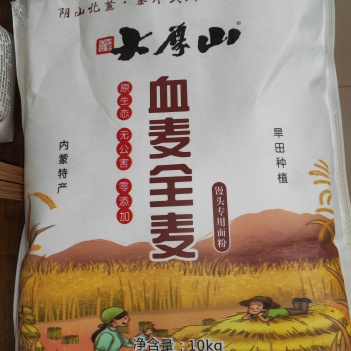 阴山北麓·
大厚山
原生态
无公害
零添加
血麦全麦
馒头专用面粉
旱田种植
内蒙特产
净含量：10kg